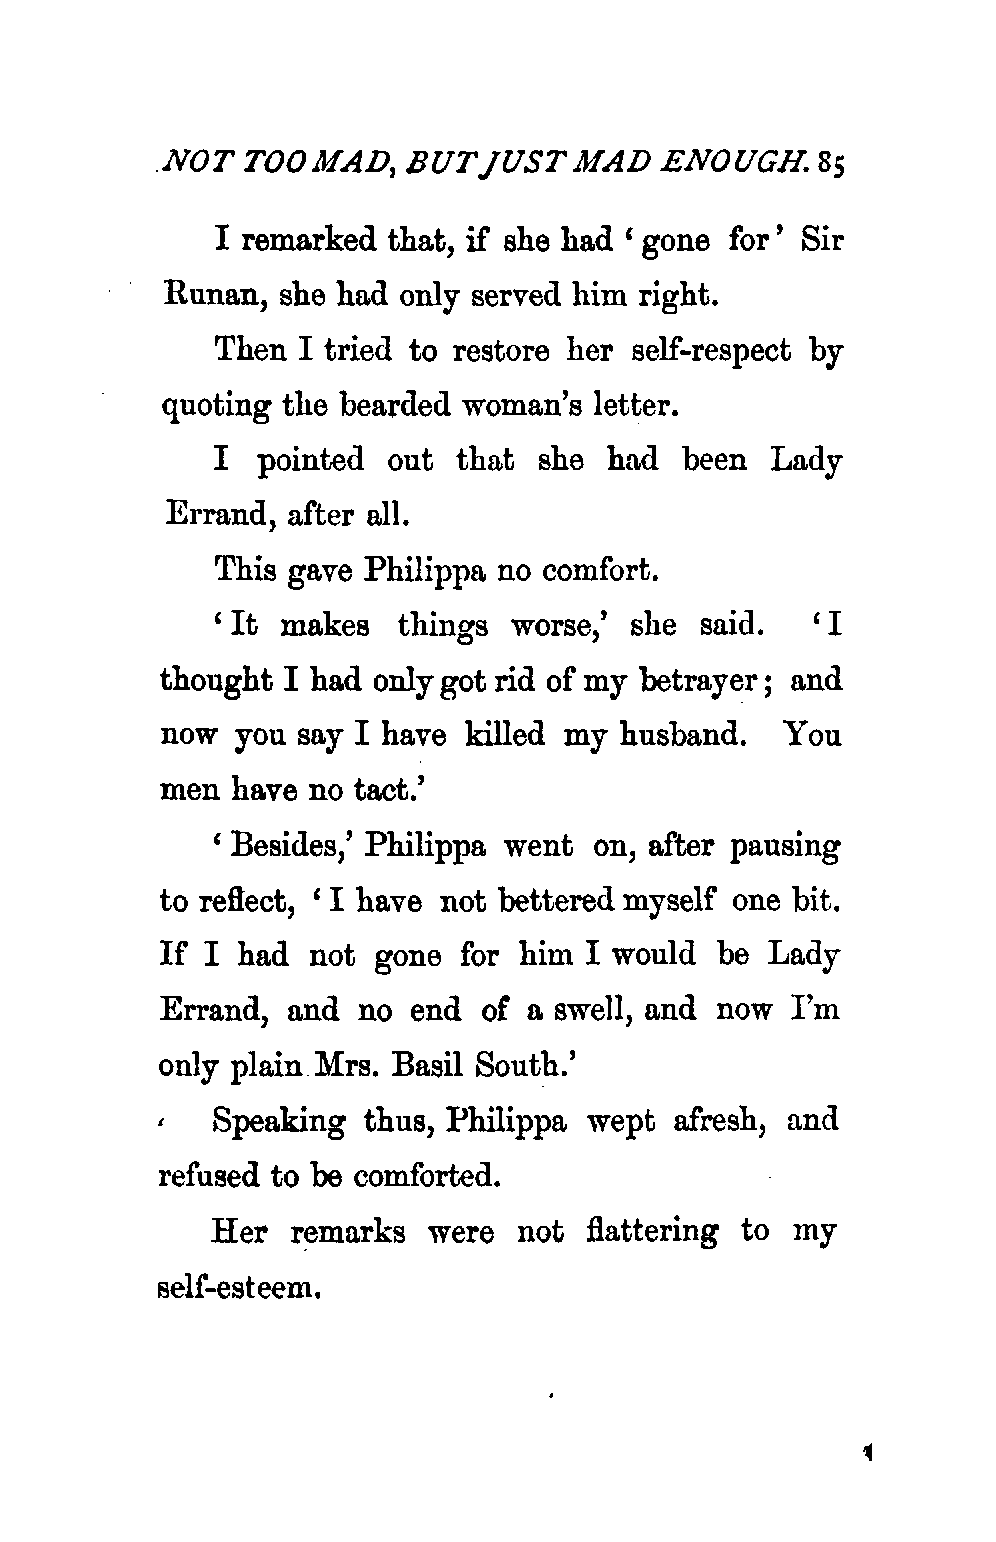 NOT TOO MAD, BUT JUST MAD ENOUGH. 85
I remarked that, if she had ‘gone for’ Sir
Runan, she had only served him right.
Then I tried to restore her self-respect by
quoting the bearded woman’s letter.
I pointed out that she had been Lady
Errand, after all.
This gave Philippa no comfort.
‘It makes things worse,’ she said. ‘I
thought I had only got rid of my betrayer; and
now you say I have killed my husband. You
men have no tact.’
‘Besides,’ Philippa went on, after pausing
to reflect, ‘I have not bettered myself one bit.
If I had not gone for him I would be Lady
Errand, and no end of a swell, and now I’m
only plain Mrs. Basil South.’
Speaking thus, Philippa wept afresh, and
refused to be comforted.
Her remarks were not flattering to my
self-esteem.